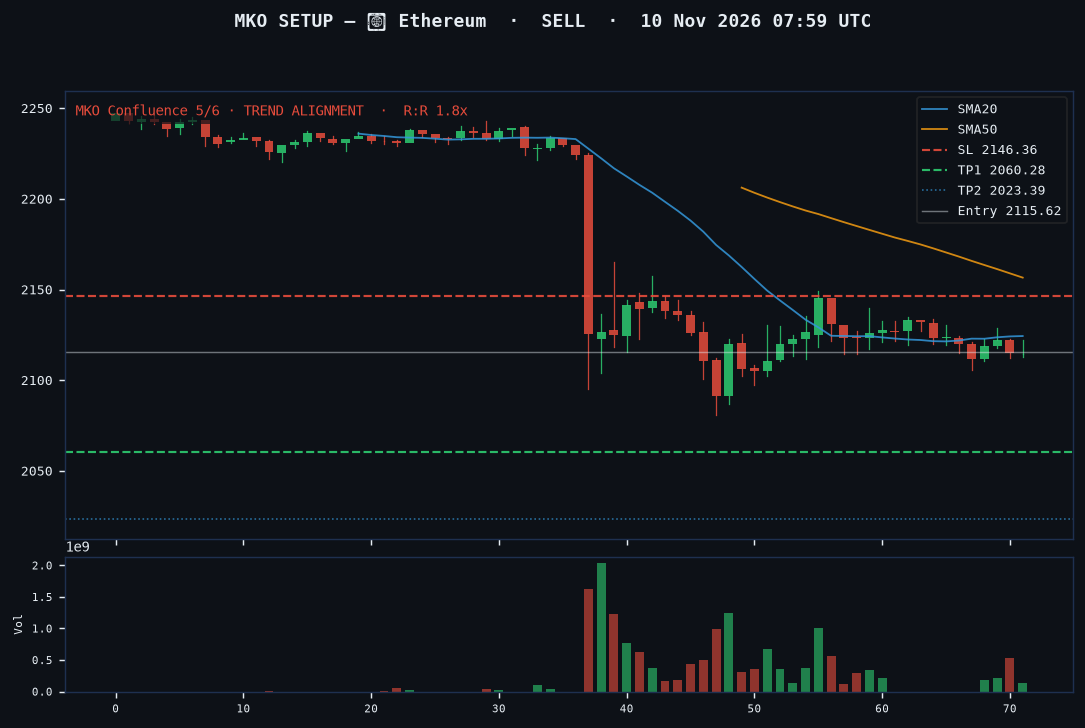 MKO SETUP — Ethereum · SELL · 10 Nov 2026 07:59 UTC
MKO Confluence 5/6 · TREND ALIGNMENT · R:R 1.8x
SMA20
SMA50
SL 2146.36
TP1 2060.28
TP2 2023.39
Entry 2115.62
2250
2200
2150
2100
2050
1e9
2.0
1.5
1.0
0.5
0.0
Vol
0 10 20 30 40 50 60 70